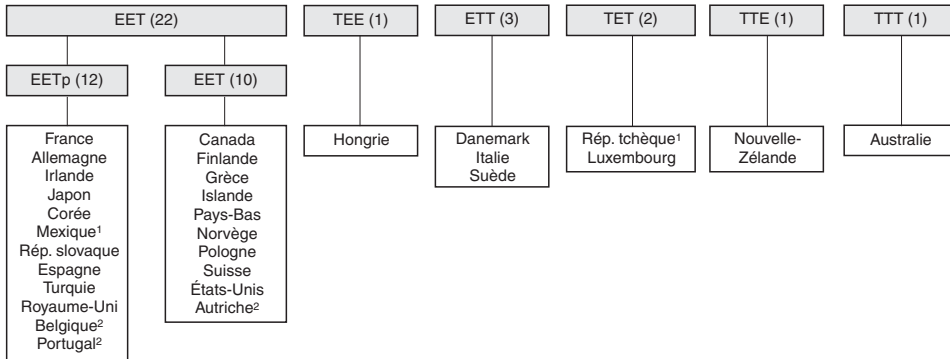 EET (22)
TEE (1)
ETT (3)
TET (2)
TTE (1)
TTT (1)
EETp (12)
EET (10)
France
Allemagne
Irlande
Japon
Corée
Mexique¹
Rép. slovaque
Espagne
Turquie
Royaume-Uni
Belgique²
Portugal²
Canada
Finlande
Grèce
Islande
Pays-Bas
Norvège
Pologne
Suisse
États-Unis
Autriche²
Hongrie
Danemark
Italie
Suède
Rép. tchèque¹
Luxembourg
Nouvelle-
Zélande
Australie